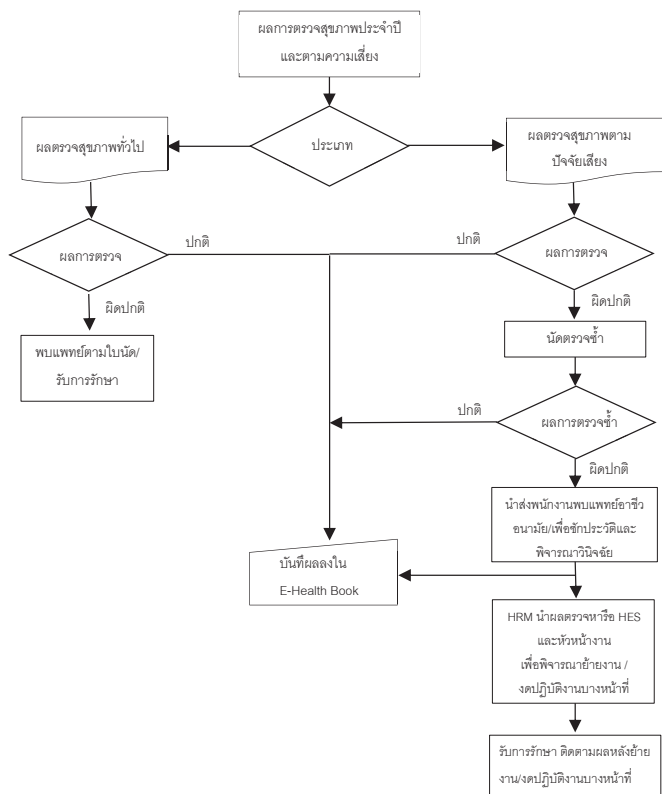 ผลการตรวจสุขภาพประจำปี
และตามความเสี่ยง
ประเภท
ผลตรวจสุขภาพทั่วไป
ผลตรวจสุขภาพตาม
ปัจจัยเสี่ยง
ผลการตรวจ
ปกติ
ปกติ
ผลการตรวจ
ผิดปกติ
ผิดปกติ
พบแพทย์ตามใบนัด/
รับการรักษา
นัดตรวจซ้ำ
ปกติ
ผลการตรวจซ้ำ
ผิดปกติ
นำส่งพนักงานพบแพทย์อาชีว
อนามัย/เพื่อซักประวัติและ
พิจารณาวินิจฉัย
บันทึผลลงใน
E-Health Book
HRM นำผลตรวจหารือ HES
และหัวหน้างาน
เพื่อพิจารณาย้ายงาน /
งดปฏิบัติงานบางหน้าที่
รับการรักษา ติดตามผลหลังย้าย
งาน/งดปฏิบัติงานบางหน้าที่